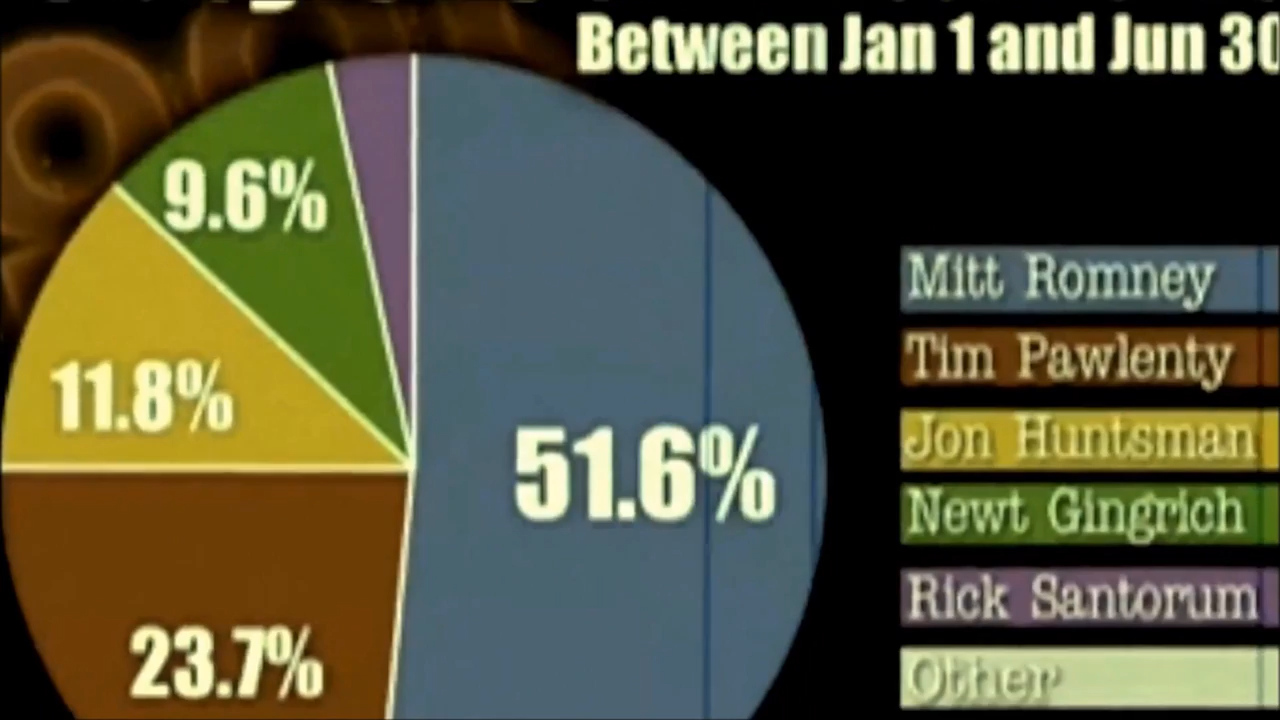 Between Jan 1 and Jun 30
9.6%
11.8%
51.6%
23.7%
Mitt Romney
Tim Pawlenty
Jon Huntsman
Newt Gingrich
Rick Santorum
Other